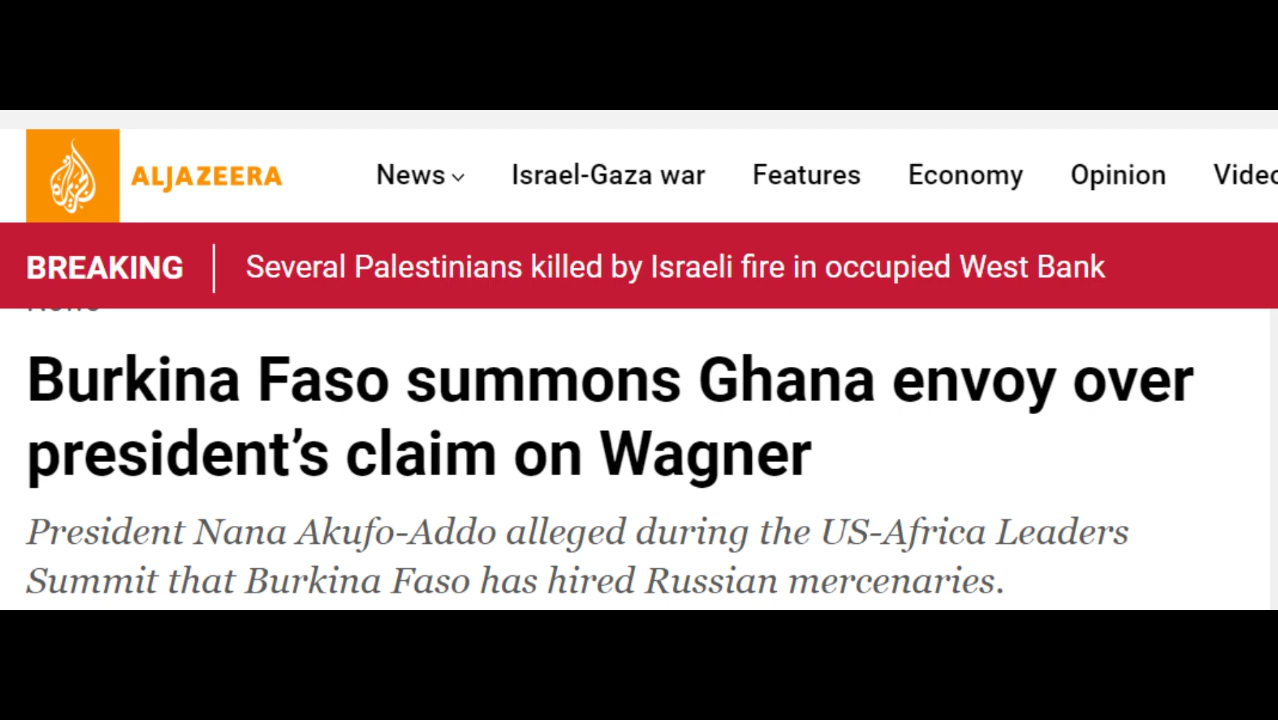 ALJAZEERA
News
Israel-Gaza war
Features
Economy
Opinion
BREAKING
Several Palestinians killed by Israeli fire in occupied West Bank
Burkina Faso summons Ghana envoy over
president’s claim on Wagner
President Nana Akufo-Addo alleged during the US-Africa Leaders
Summit that Burkina Faso has hired Russian mercenaries.